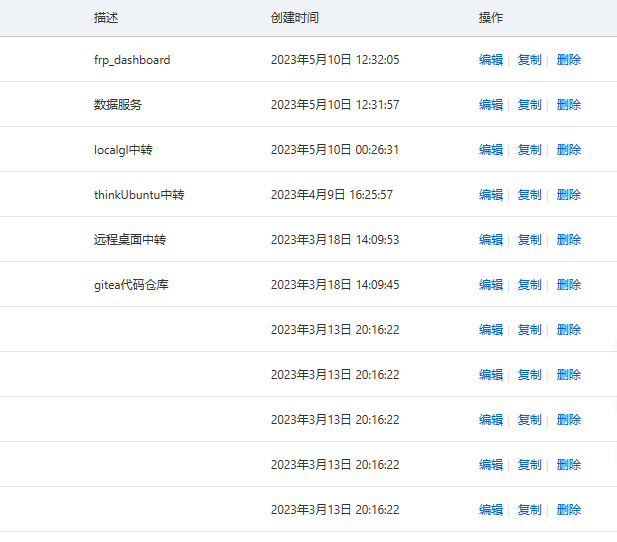 描述 创建时间 操作
frp_dashboard 2023年5月10日 12:32:05 编辑 | 复制 | 删除
数据服务 2023年5月10日 12:31:57 编辑 | 复制 | 删除
localgl中转 2023年5月10日 00:26:31 编辑 | 复制 | 删除
thinkUbuntu中转 2023年4月9日 16:25:57 编辑 | 复制 | 删除
远程桌面中转 2023年3月18日 14:09:53 编辑 | 复制 | 删除
gitea代码仓库 2023年3月18日 14:09:45 编辑 | 复制 | 删除
2023年3月13日 20:16:22 编辑 | 复制 | 删除
2023年3月13日 20:16:22 编辑 | 复制 | 删除
2023年3月13日 20:16:22 编辑 | 复制 | 删除
2023年3月13日 20:16:22 编辑 | 复制 | 删除
2023年3月13日 20:16:22 编辑 | 复制 | 删除